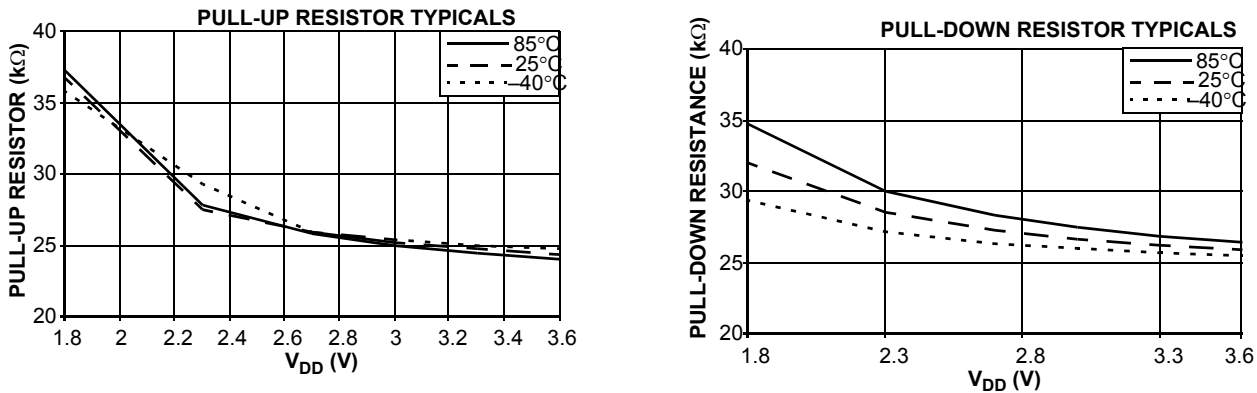 PULL-UP RESISTOR TYPICALS
PULL-UP RESISTOR (kΩ)
40
35
30
25
20
85°C
25°C
–40°C
1.8 2 2.2 2.4 2.6 2.8 3 3.2 3.4 3.6
VDD (V)
PULL-DOWN RESISTOR TYPICALS
PULL-DOWN RESISTANCE (kΩ)
40
35
30
25
20
85°C
25°C
–40°C
1.8 2.3 2.8 3.3 3.6
VDD (V)